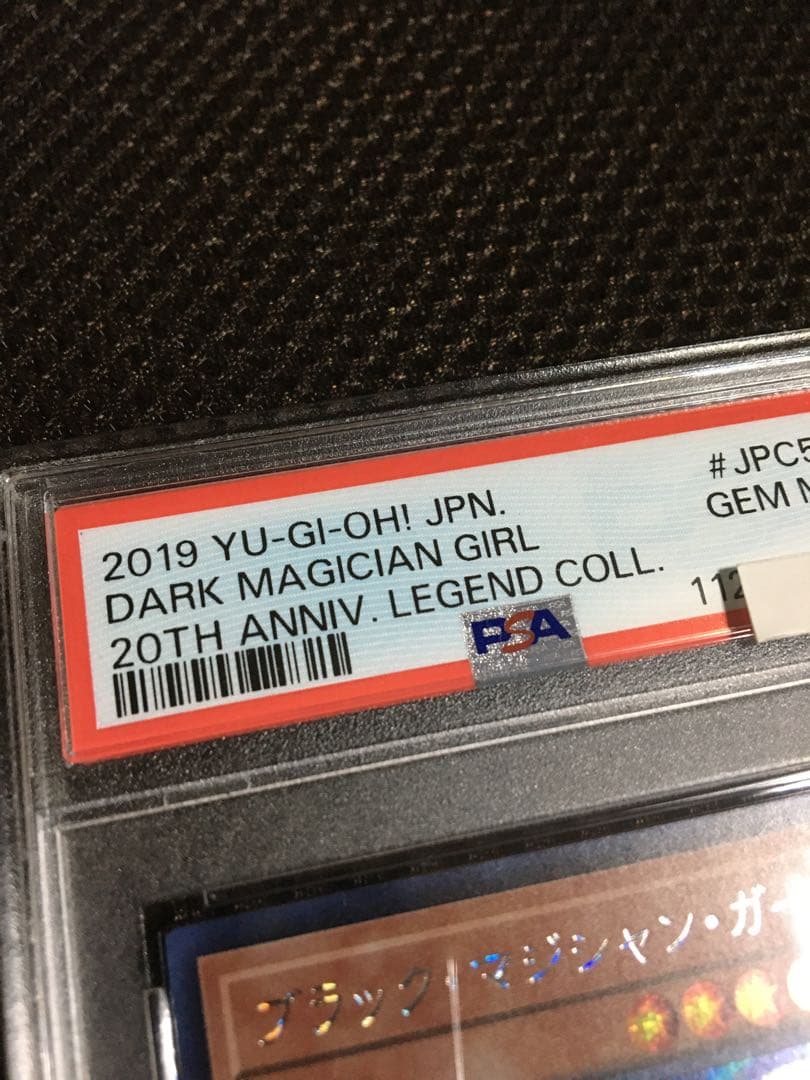 2019 YU-GI-OH! JPN.
#JPC5
DARK MAGICIAN GIRL
GEM
20TH ANNIV. LEGEND COLL.
112
PSA
ブラック・マジシャン・ガ